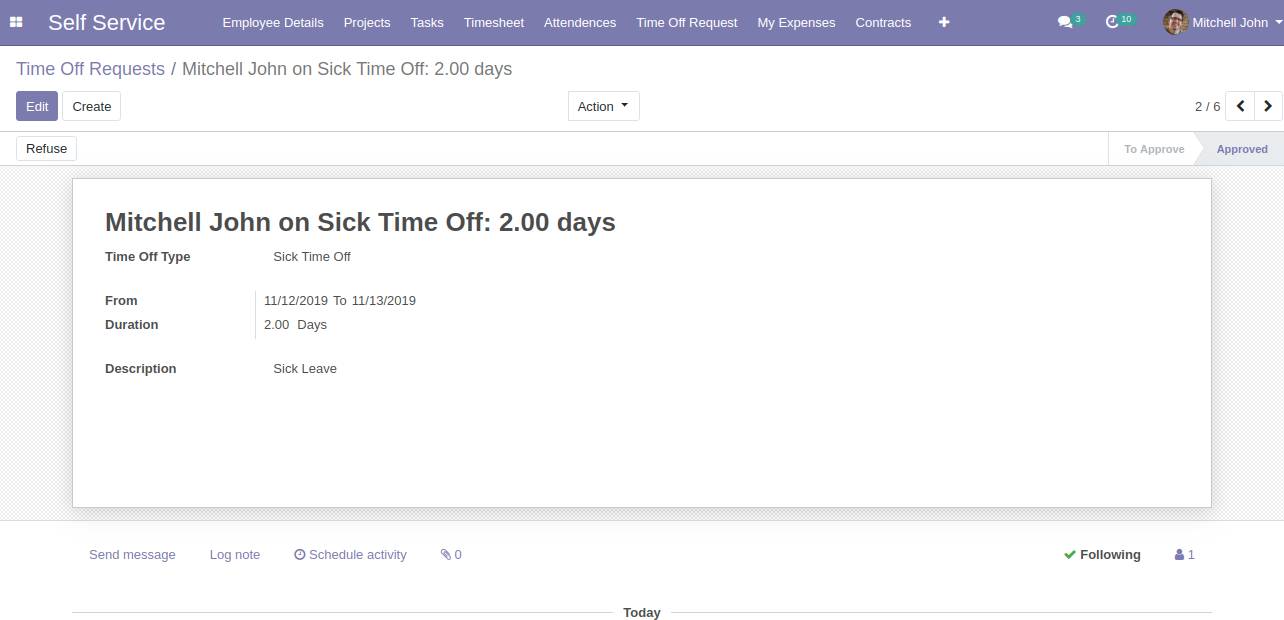 Self Service Employee Details Projects Tasks Timesheet Attendences Time Off Request My Expenses Contracts 3 10 Mitchell John
Time Off Requests / Mitchell John on Sick Time Off: 2.00 days
Edit Create Action 2 / 6
Refuse To Approve Approved
Mitchell John on Sick Time Off: 2.00 days
Time Off Type Sick Time Off
From 11/12/2019 To 11/13/2019
Duration 2.00 Days
Description Sick Leave
Send message Log note Schedule activity 0 Following 1
Today